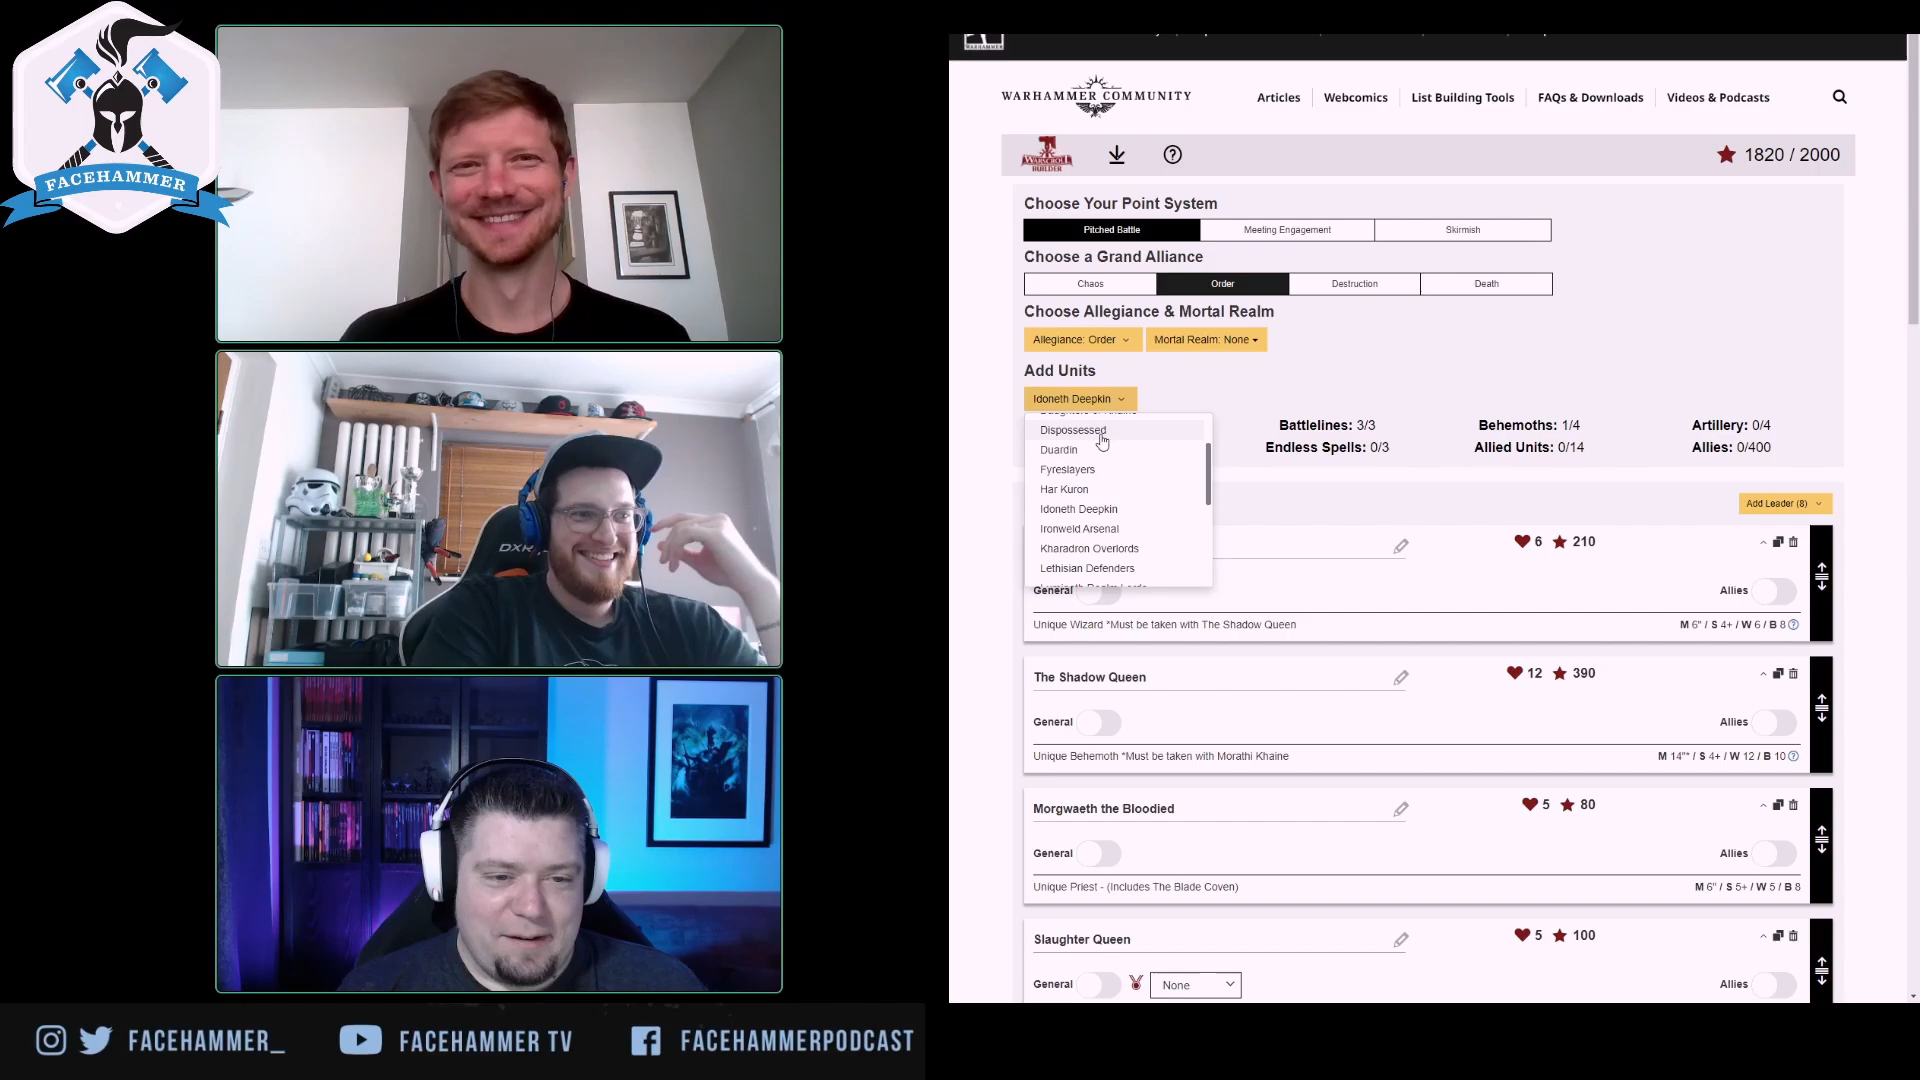 FACEHAMMER
WARHAMMER
WARHAMMER COMMUNITY
Articles
Webcomics
List Building Tools
FAQs & Downloads
Videos & Podcasts
WARSCROLL
BUILDER
1820 / 2000
Choose Your Point System
Pitched Battle
Meeting Engagement
Skirmish
Choose a Grand Alliance
Chaos
Order
Destruction
Death
Choose Allegiance & Mortal Realm
Allegiance: Order
Mortal Realm: None
Add Units
Idoneth Deepkin
Dispossessed
Duardin
Fyreslayers
Har Kuron
Idoneth Deepkin
Ironweld Arsenal
Kharadron Overlords
Lethisian Defenders
Battlelines: 3/3
Behemoths: 1/4
Artillery: 0/4
Endless Spells: 0/3
Allied Units: 0/14
Allies: 0/400
Add Leader (8)
6
210
General
Allies
Unique Wizard *Must be taken with The Shadow Queen
M 6" / S 4+ / W 6 / B 8
The Shadow Queen
12
390
General
Allies
Unique Behemoth *Must be taken with Morathi Khaine
M 14"* / S 4+ / W 12 / B 10
Morgwaeth the Bloodied
5
80
General
Allies
Unique Priest - (Includes The Blade Coven)
M 6" / S 5+ / W 5 / B 8
Slaughter Queen
5
100
General
None
Allies
DXR
FACEHAMMER_
FACEHAMMER TV
FACEHAMMERPODCAST